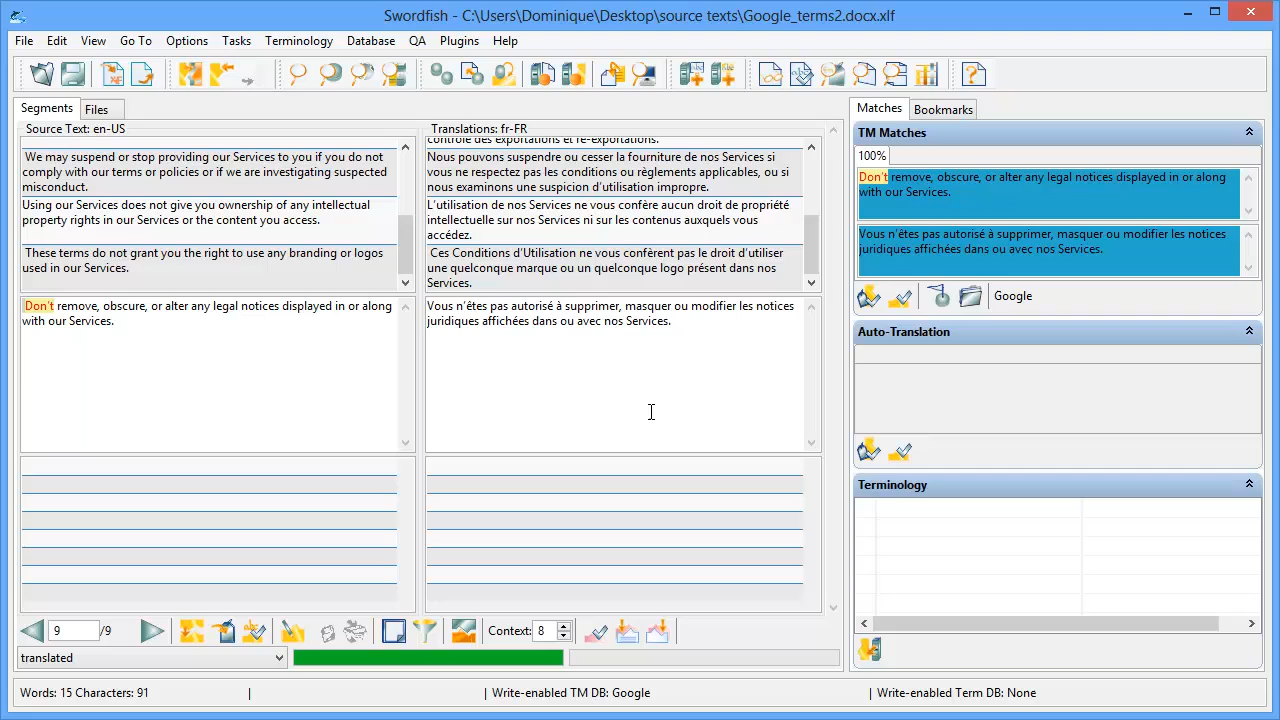 Swordfish - C:\Users\Dominique\Desktop\source texts\Google_terms2.docx.xlf
File Edit View Go To Options Tasks Terminology Database QA Plugins Help
Segments Files
Source Text: en-US
We may suspend or stop providing our Services to you if you do not
comply with our terms or policies or if we are investigating suspected
misconduct.
Using our Services does not give you ownership of any intellectual
property rights in our Services or the content you access.
These terms do not grant you the right to use any branding or logos
used in our Services.
Don't remove, obscure, or alter any legal notices displayed in or along
with our Services.
Translations: fr-FR
contrôle des exportations et ré-exportations.
Nous pouvons suspendre ou cesser la fourniture de nos Services si
vous ne respectez pas les conditions ou règlements applicables, ou si
nous examinons une suspicion d'utilisation impropre.
L'utilisation de nos Services ne vous confère aucun droit de propriété
intellectuelle sur nos Services ni sur les contenus auxquels vous
accédez.
Ces Conditions d'Utilisation ne vous confèrent pas le droit d'utiliser
une quelconque marque ou un quelconque logo présent dans nos
Services.
Vous n'êtes pas autorisé à supprimer, masquer ou modifier les notices
juridiques affichées dans ou avec nos Services.
Matches Bookmarks
TM Matches
100%
Don't remove, obscure, or alter any legal notices displayed in or along
with our Services.
Vous n'êtes pas autorisé à supprimer, masquer ou modifier les notices
juridiques affichées dans ou avec nos Services.
Google
Auto-Translation
Terminology
9 /9 Context: 8
translated
Words: 15 Characters: 91 | | Write-enabled TM DB: Google | Write-enabled Term DB: None